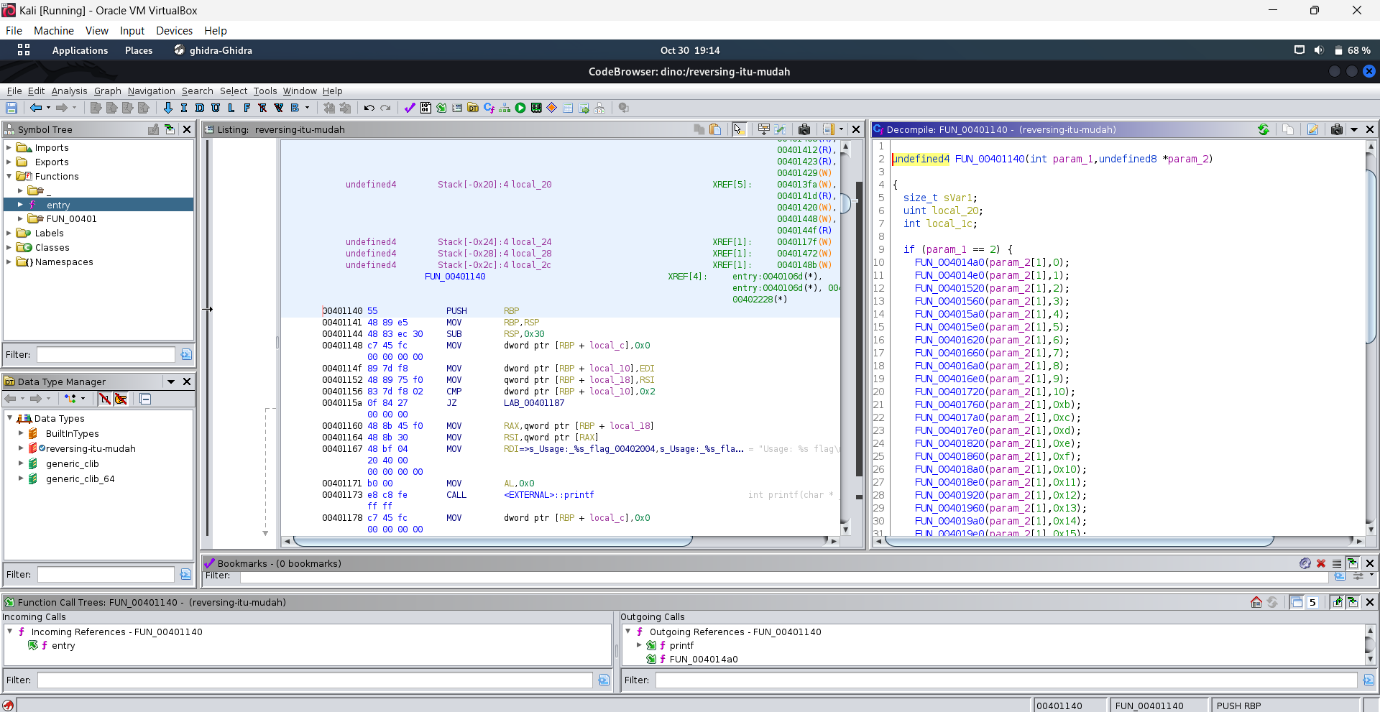 Kali [Running] - Oracle VM VirtualBox
File Machine View Input Devices Help
Applications Places ghidra-Ghidra Oct 30 19:14 68 %
CodeBrowser: dino:/reversing-itu-mudah
File Edit Analysis Graph Navigation Search Select Tools Window Help
Symbol Tree
Imports
Exports
Functions
_
entry
FUN_00401
Labels
Classes
Namespaces
Filter:
Data Type Manager
Data Types
BuiltInTypes
reversing-itu-mudah
generic_clib
generic_clib_64
Filter:
Listing: reversing-itu-mudah
00401412(R),
00401423(R),
00401429(W)
undefined4 Stack[-0x20]:4 local_20 XREF[5]: 004013fa(W),
0040141d(R),
00401420(W),
00401448(W),
0040144f(R)
undefined4 Stack[-0x24]:4 local_24 XREF[1]: 0040117f(W)
undefined4 Stack[-0x28]:4 local_28 XREF[1]: 00401472(W)
undefined4 Stack[-0x2c]:4 local_2c XREF[1]: 0040148b(W)
FUN_00401140 XREF[4]: entry:0040106d(*),
entry:0040106d(*), 00
00402228(*)
00401140 55 PUSH RBP
00401141 48 89 e5 MOV RBP,RSP
00401144 48 83 ec 30 SUB RSP,0x30
00401148 c7 45 fc MOV dword ptr [RBP + local_c],0x0
00 00 00 00
0040114f 89 7d f8 MOV dword ptr [RBP + local_10],EDI
00401152 48 89 75 f0 MOV qword ptr [RBP + local_18],RSI
00401156 83 7d f8 02 CMP dword ptr [RBP + local_10],0x2
0040115a 0f 84 27 JZ LAB_00401187
00 00 00
00401160 48 8b 45 f0 MOV RAX,qword ptr [RBP + local_18]
00401164 48 8b 30 MOV RSI,qword ptr [RAX]
00401167 48 bf 04 MOV RDI=>s_Usage:_%s_flag_00402004,s_Usage:_%s_fla... = "Usage: %s flag\
20 40 00
00 00 00 00
00401171 b0 00 MOV AL,0x0
00401173 e8 c8 fe CALL <EXTERNAL>::printf int printf(char *
ff ff
00401178 c7 45 fc MOV dword ptr [RBP + local_c],0x0
00 00 00 00
Decompile: FUN_00401140 - (reversing-itu-mudah)
1
2 undefined4 FUN_00401140(int param_1,undefined8 *param_2)
3
4 {
5 size_t sVar1;
6 uint local_20;
7 int local_1c;
8
9 if (param_1 == 2) {
10 FUN_004014a0(param_2[1],0);
11 FUN_004014e0(param_2[1],1);
12 FUN_00401520(param_2[1],2);
13 FUN_00401560(param_2[1],3);
14 FUN_004015a0(param_2[1],4);
15 FUN_004015e0(param_2[1],5);
16 FUN_00401620(param_2[1],6);
17 FUN_00401660(param_2[1],7);
18 FUN_004016a0(param_2[1],8);
19 FUN_004016e0(param_2[1],9);
20 FUN_00401720(param_2[1],10);
21 FUN_00401760(param_2[1],0xb);
22 FUN_004017a0(param_2[1],0xc);
23 FUN_004017e0(param_2[1],0xd);
24 FUN_00401820(param_2[1],0xe);
25 FUN_00401860(param_2[1],0xf);
26 FUN_004018a0(param_2[1],0x10);
27 FUN_004018e0(param_2[1],0x11);
28 FUN_00401920(param_2[1],0x12);
29 FUN_00401960(param_2[1],0x13);
30 FUN_004019a0(param_2[1],0x14);
31 FUN_004019e0(param_2[1],0x15);
Bookmarks - (0 bookmarks)
Filter:
Function Call Trees: FUN_00401140 - (reversing-itu-mudah) 5
Incoming Calls
Incoming References - FUN_00401140
entry
Filter:
Outgoing Calls
Outgoing References - FUN_00401140
printf
FUN_004014a0
Filter:
00401140 FUN_00401140 PUSH RBP